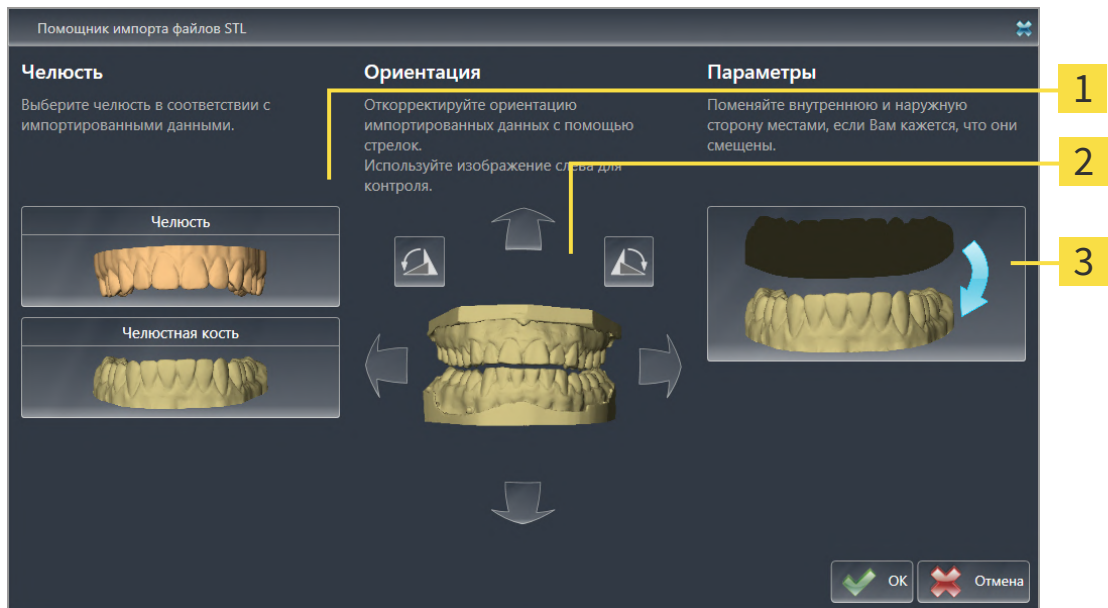 Помощник импорта файлов STL
Челюсть
Выберите челюсть в соответствии с
импортированными данными.
Челюсть
Челюстная кость
Ориентация
Откорректируйте ориентацию
импортированных данных с помощью
стрелок.
Используйте изображение слева для
контроля.
Параметры
Поменяйте внутреннюю и наружную
сторону местами, если Вам кажется, что они
смещены.
1
2
3
ОК
Отмена